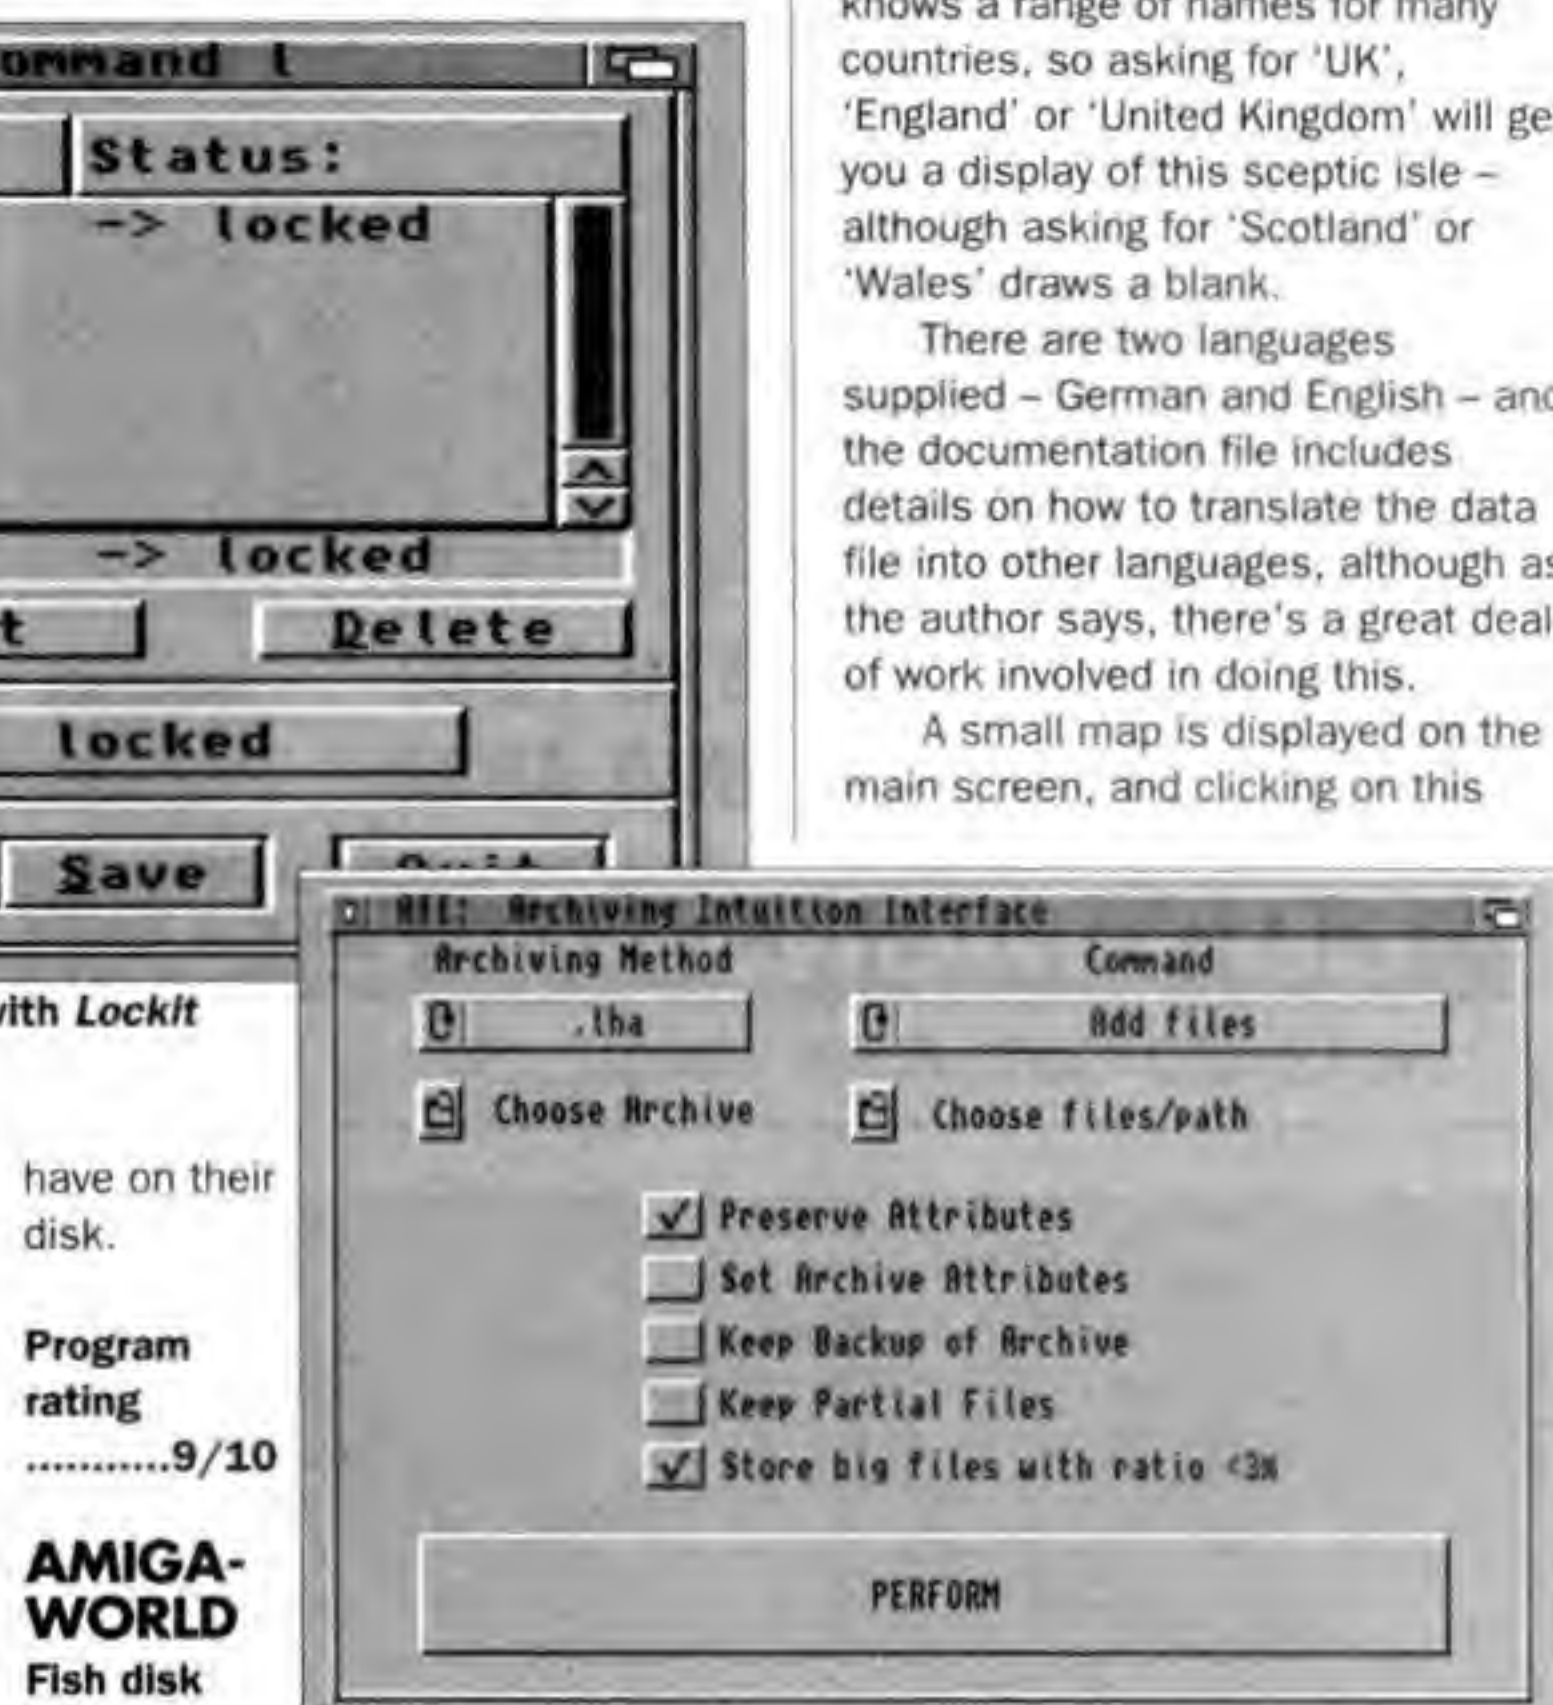 ommand l
Status:
-> locked
-> locked
t
Delete
locked
Save
Quit
with Lockit
have on their
disk.
Program
rating
...........9/10
AMIGA-
WORLD
Fish disk
knows a range of names for many
countries, so asking for 'UK',
'England' or 'United Kingdom' will ge
you a display of this sceptic isle –
although asking for 'Scotland' or
'Wales' draws a blank.
There are two languages
supplied – German and English – and
the documentation file includes
details on how to translate the data
file into other languages, although as
the author says, there's a great deal
of work involved in doing this.
A small map is displayed on the
main screen, and clicking on this
Archiving Intuition Interface
Archiving Method
Command
.lha
Add files
Choose Archive
Choose files/path
Preserve Attributes
Set Archive Attributes
Keep Backup of Archive
Keep Partial Files
Store big files with ratio <3%
PERFORM